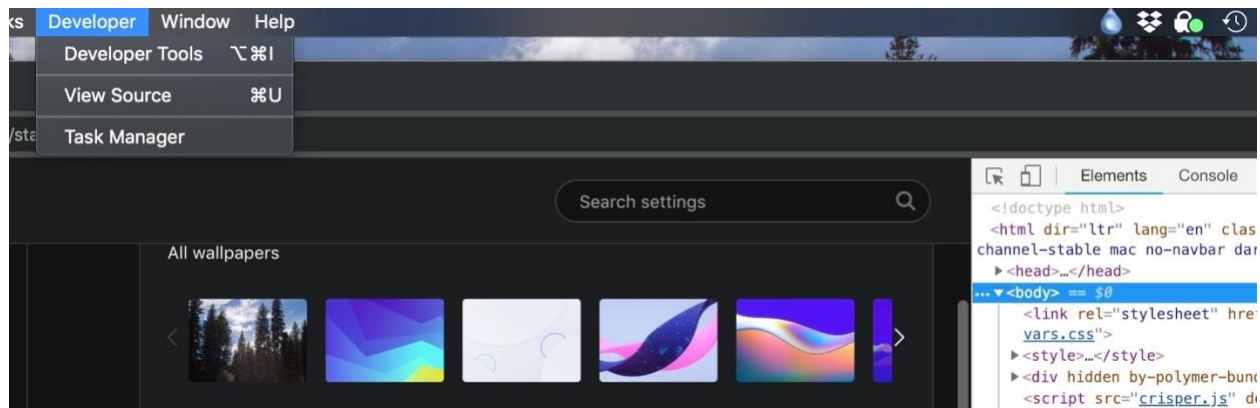 Developer Window Help
Developer Tools ⌥⌘I
View Source ⌘U
/sta
Task Manager
Search settings
All wallpapers
Elements Console
<!doctype html>
<html dir="ltr" lang="en" clas
channel-stable mac no-navbar dar
▶<head>…</head>
…▼<body> == $0
<link rel="stylesheet" hre
vars.css">
▶<style>…</style>
▶<div hidden by-polymer-bund
<script src="crisper.js" de